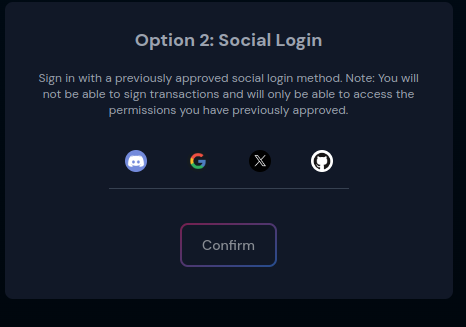 Option 2: Social Login
Sign in with a previously approved social login method. Note: You will
not be able to sign transactions and will only be able to access the
permissions you have previously approved.
Confirm